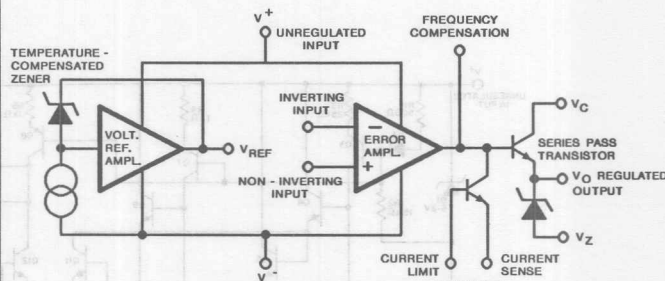 V+
UNREGULATED
INPUT
FREQUENCY
COMPENSATION
TEMPERATURE -
COMPENSATED
ZENER
VOLT.
REF.
AMPL.
VREF
INVERTING
INPUT
−
ERROR
AMPL.
+
NON - INVERTING
INPUT
VC
SERIES PASS
TRANSISTOR
VO REGULATED
OUTPUT
VZ
V-
CURRENT
LIMIT
CURRENT
SENSE